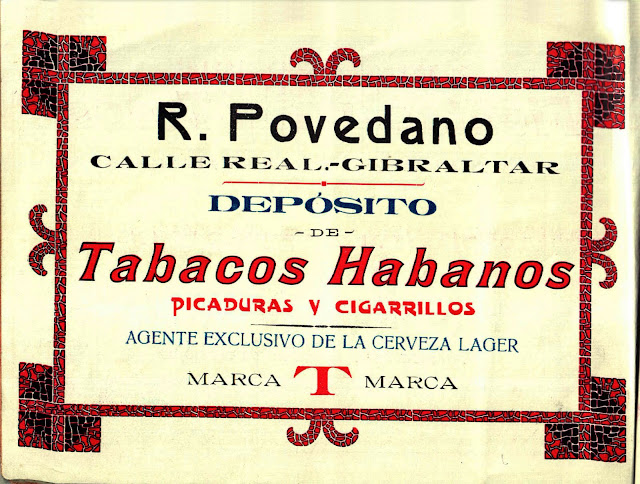 R. Povedano
CALLE REAL.-GIBRALTAR
DEPÓSITO
- DE -
Tabacos Habanos
PICADURAS Y CIGARRILLOS
AGENTE EXCLUSIVO DE LA CERVEZA LAGER
MARCA T MARCA